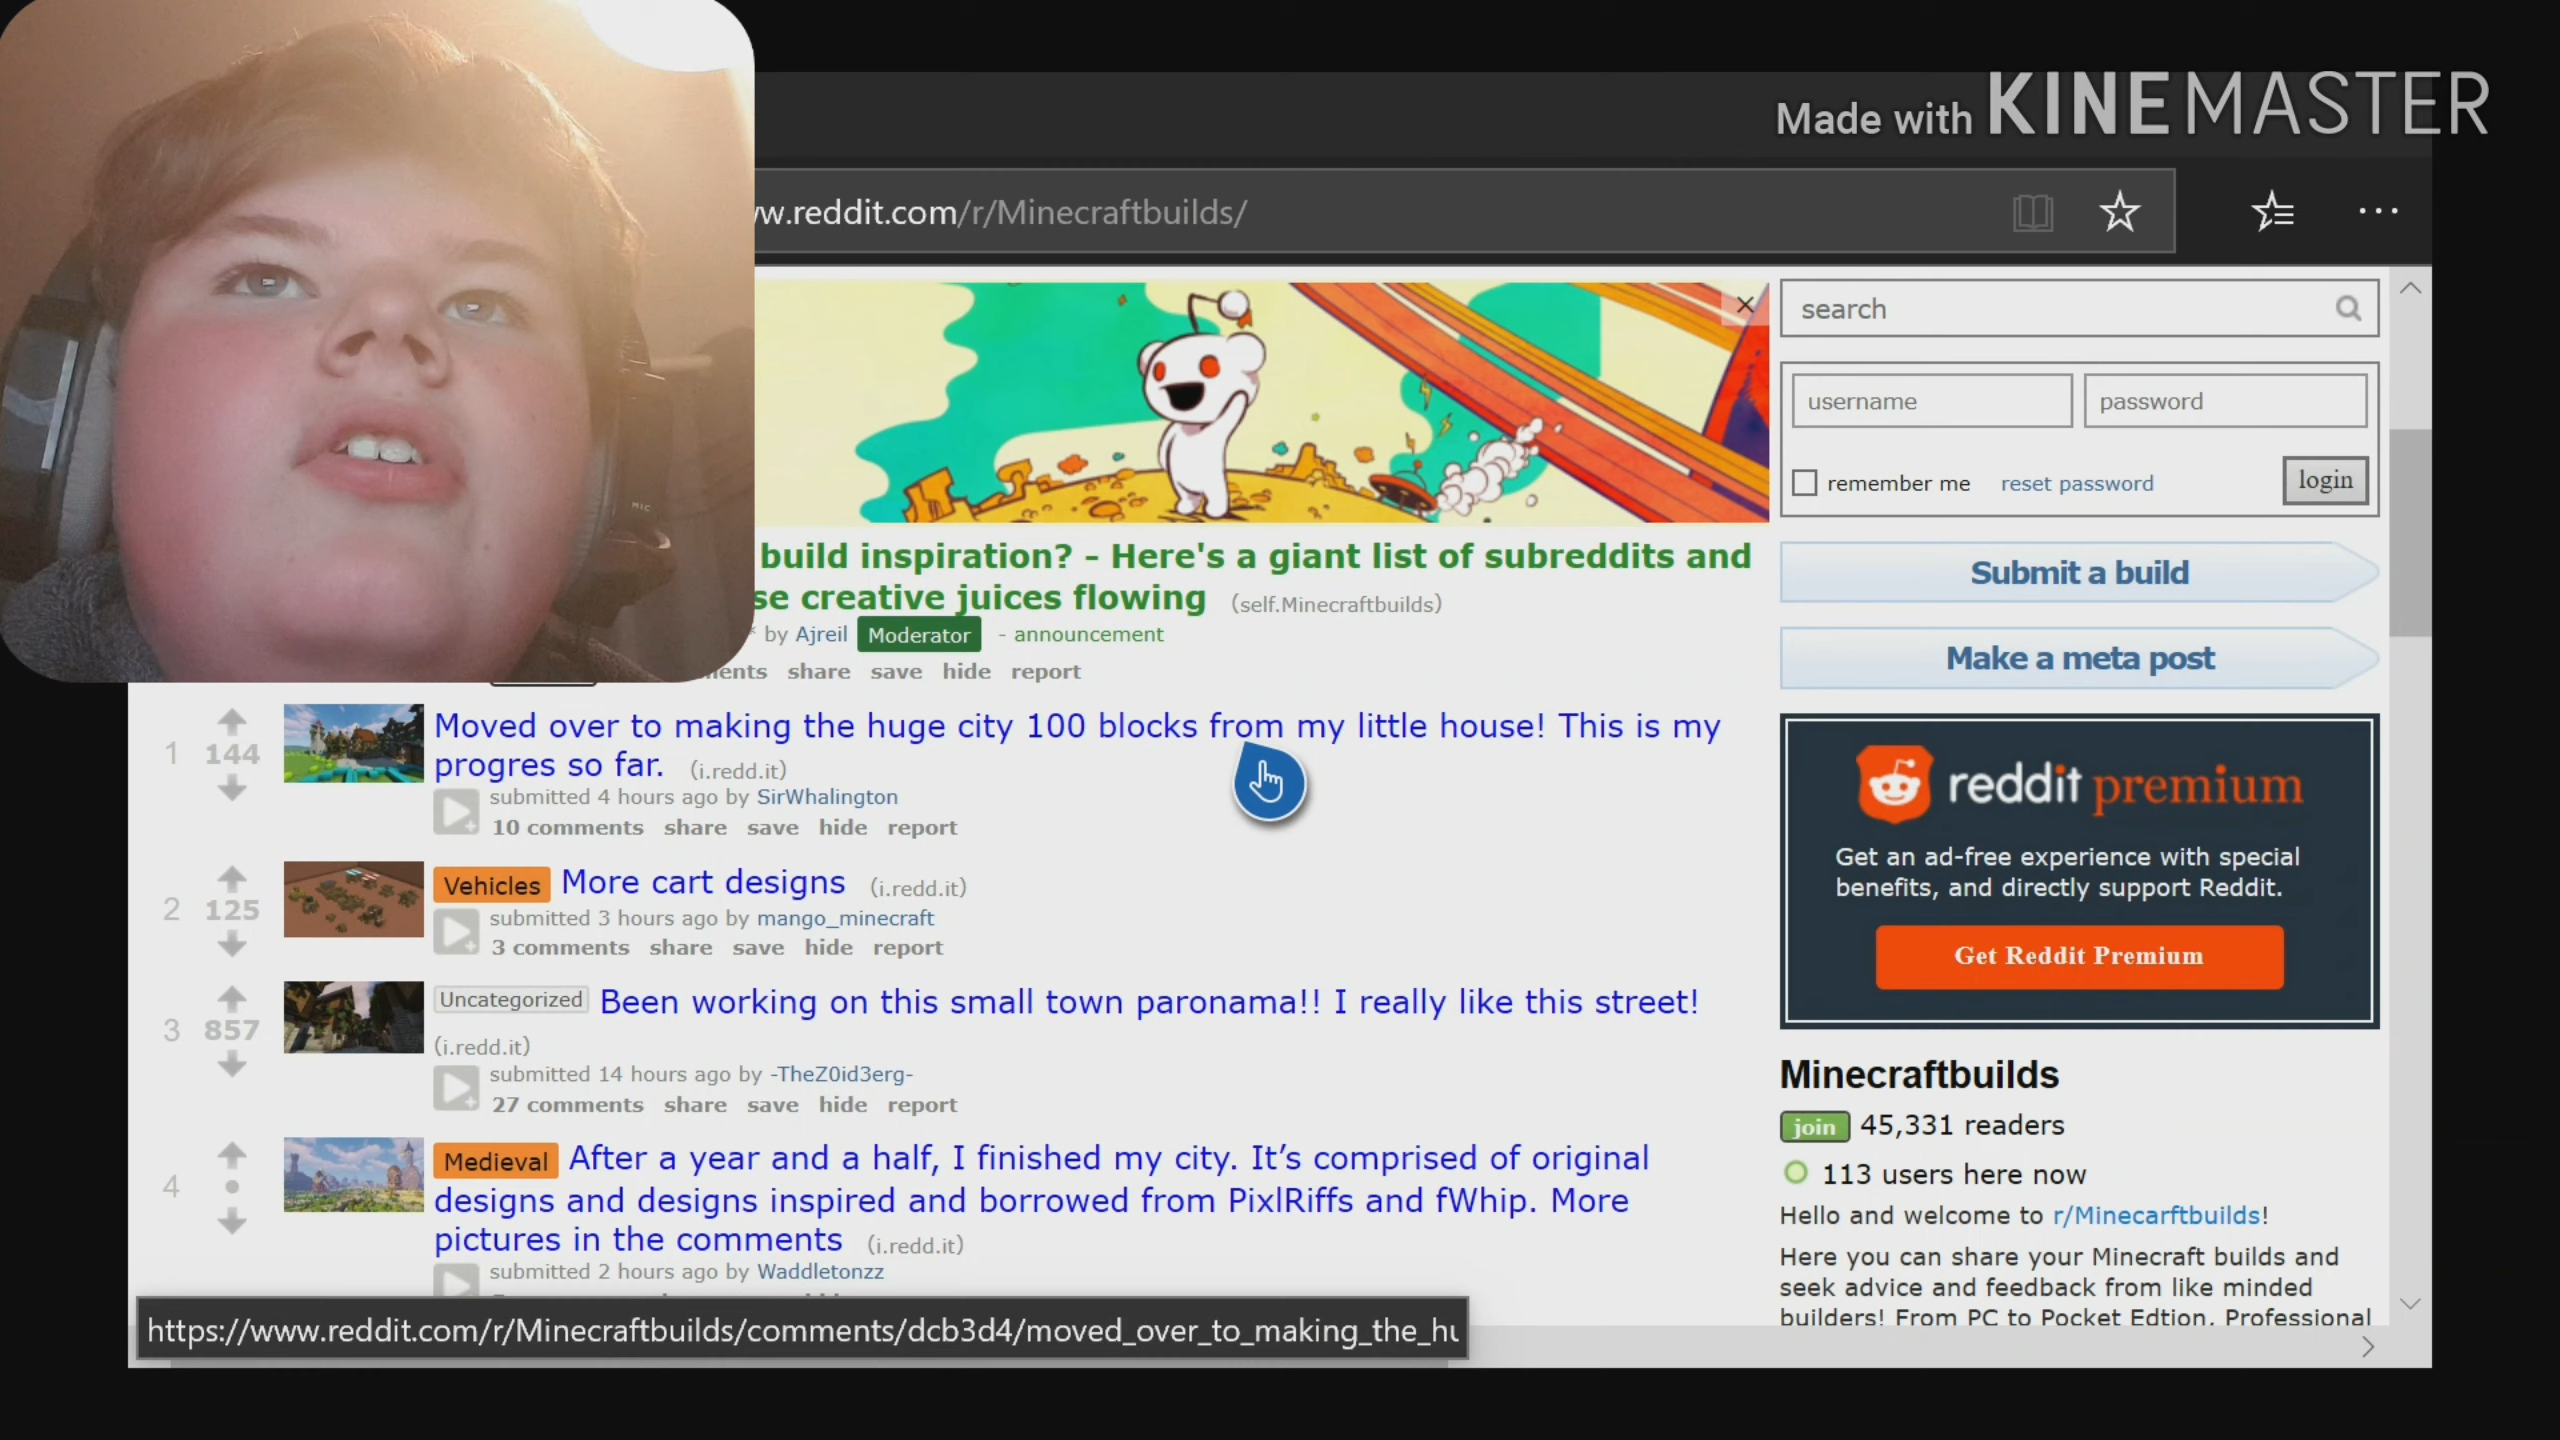 Made with KINEMASTER
w.reddit.com/r/Minecraftbuilds/
search
username password
remember me reset password login
build inspiration? - Here's a giant list of subreddits and
se creative juices flowing (self.Minecraftbuilds)
by Ajreil Moderator - announcement
share save hide report
Submit a build
Make a meta post
MIC
1 144 Moved over to making the huge city 100 blocks from my little house! This is my
progres so far. (i.redd.it)
submitted 4 hours ago by SirWhalington
10 comments share save hide report
2 125 Vehicles More cart designs (i.redd.it)
submitted 3 hours ago by mango_minecraft
3 comments share save hide report
3 857 Uncategorized Been working on this small town paronama!! I really like this street!
(i.redd.it)
submitted 14 hours ago by -TheZ0id3erg-
27 comments share save hide report
4 Medieval After a year and a half, I finished my city. It’s comprised of original
designs and designs inspired and borrowed from PixlRiffs and fWhip. More
pictures in the comments (i.redd.it)
submitted 2 hours ago by Waddletonzz
https://www.reddit.com/r/Minecraftbuilds/comments/dcb3d4/moved_over_to_making_the_hu
reddit premium
Get an ad-free experience with special
benefits, and directly support Reddit.
Get Reddit Premium
Minecraftbuilds
join 45,331 readers
113 users here now
Hello and welcome to r/Minecarftbuilds!
Here you can share your Minecraft builds and
seek advice and feedback from like minded
builders! From PC to Pocket Edtion, Professional